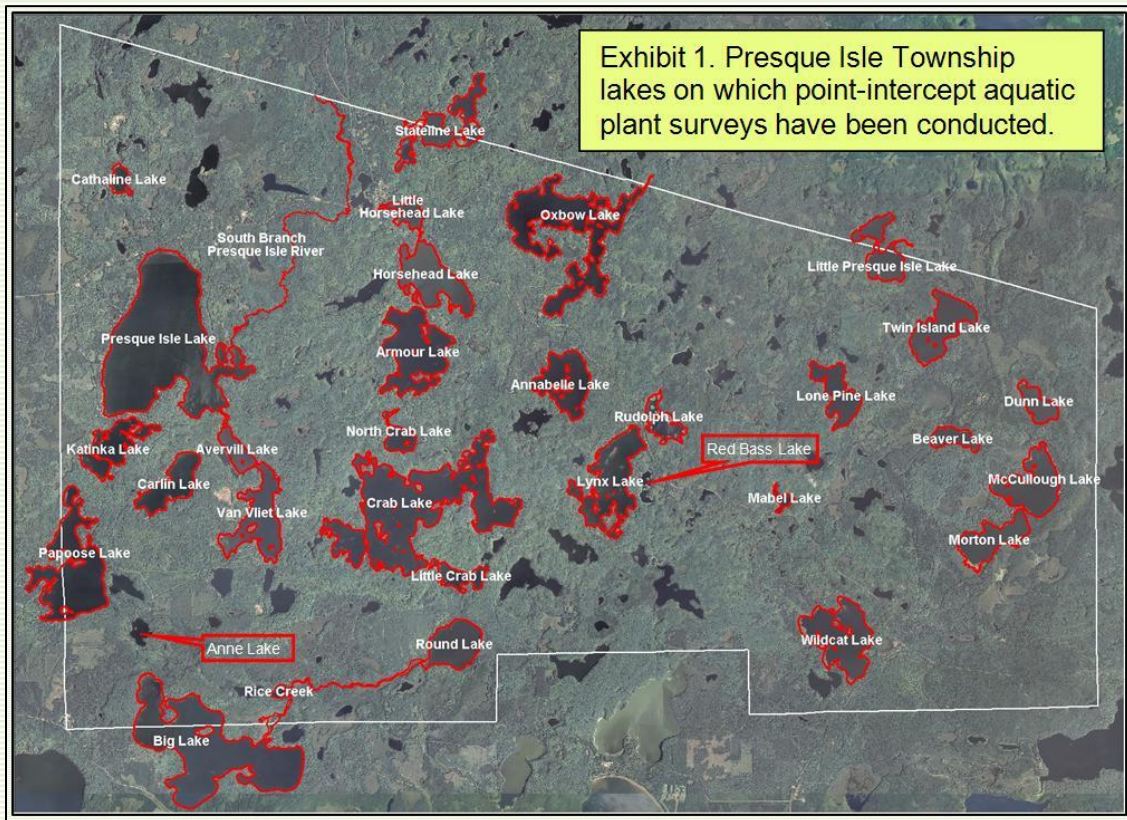 Exhibit 1. Presque Isle Township
lakes on which point-intercept aquatic
plant surveys have been conducted.
Stateline Lake
Cathaline Lake
Little
Horsehead Lake
Oxbow Lake
South Branch
Presque Isle River
Little Presque Isle Lake
Horsehead Lake
Twin Island Lake
Presque Isle Lake
Armour Lake
Annabelle Lake
Lone Pine Lake
Dunn Lake
Rudolph Lake
North Crab Lake
Beaver Lake
Katinka Lake
Avervill Lake
Red Bass Lake
Carlin Lake
Lynx Lake
McCullough Lake
Mabel Lake
Crab Lake
Van Vliet Lake
Morton Lake
Papoose Lake
Little Crab Lake
Wildcat Lake
Round Lake
Anne Lake
Rice Creek
Big Lake